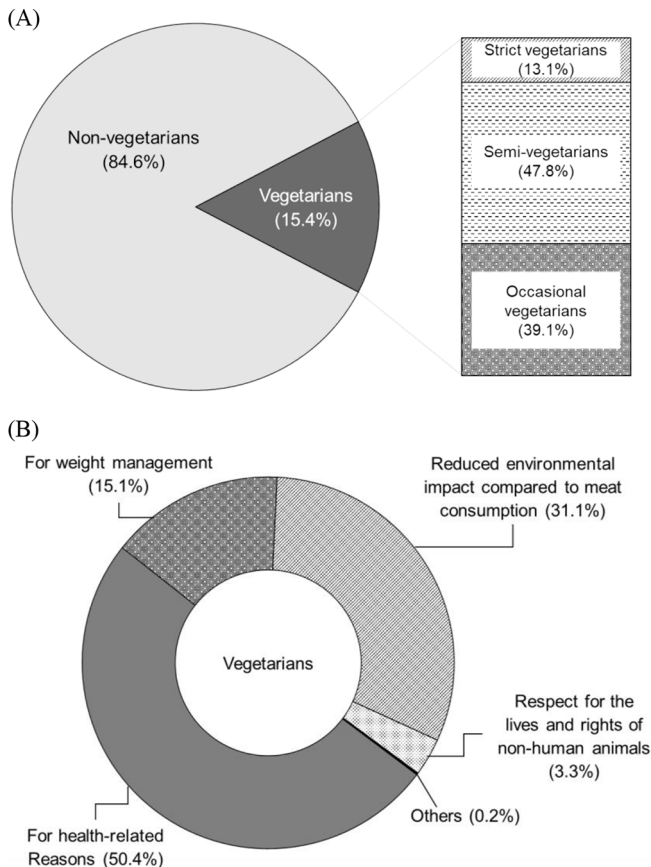 (A)
Non-vegetarians
(84.6%)
Vegetarians
(15.4%)
Strict vegetarians
(13.1%)
Semi-vegetarians
(47.8%)
Occasional
vegetarians
(39.1%)
(B)
For weight management
(15.1%)
Reduced environmental
impact compared to meat
consumption (31.1%)
Vegetarians
Respect for the
lives and rights of
non-human animals
(3.3%)
Others (0.2%)
For health-related
Reasons (50.4%)